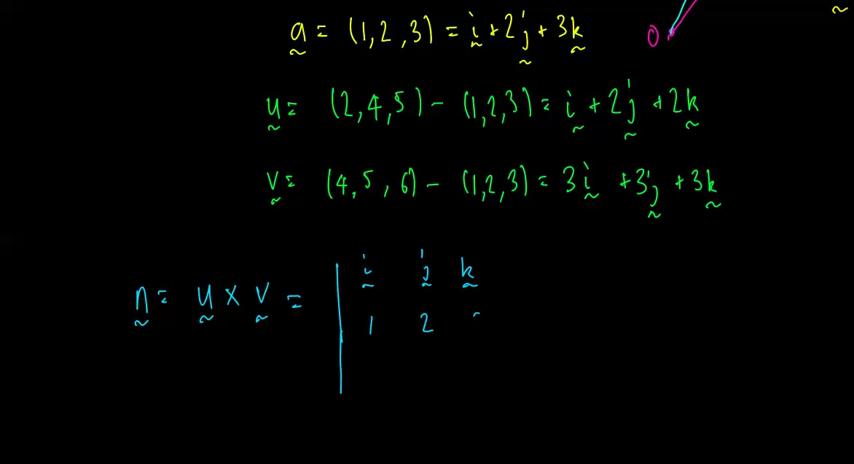 a = (1, 2, 3) = i + 2j + 3k
O
u = (2, 4, 5) - (1, 2, 3) = i + 2j + 2k
v = (4, 5, 6) - (1, 2, 3) = 3i + 3j + 3k
i j k
n = u × v =
1 2